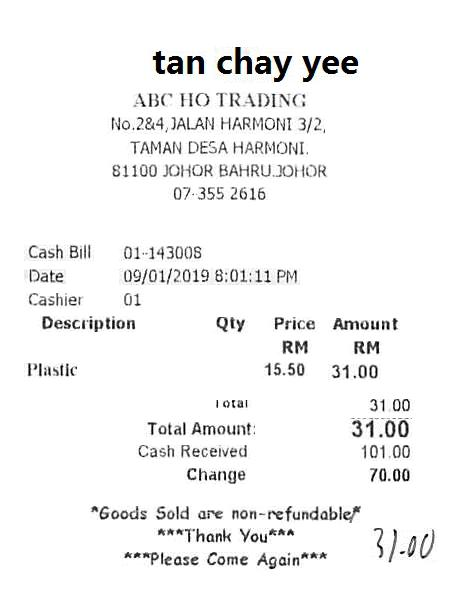 tan chay yee
ABC HO TRADING
No.2&4, JALAN HARMONI 3/2,
TAMAN DESA HARMONI.
81100 JOHOR BAHRU.JOHOR
07-355 2616
Cash Bill 01-143008
Date 09/01/2019 8:01:11 PM
Cashier 01
Description Qty Price Amount
RM RM
Plastic 15.50 31.00
Total 31.00
Total Amount: 31.00
Cash Received 101.00
Change 70.00
*Goods Sold are non-refundable*
***Thank You***
***Please Come Again***
31.00